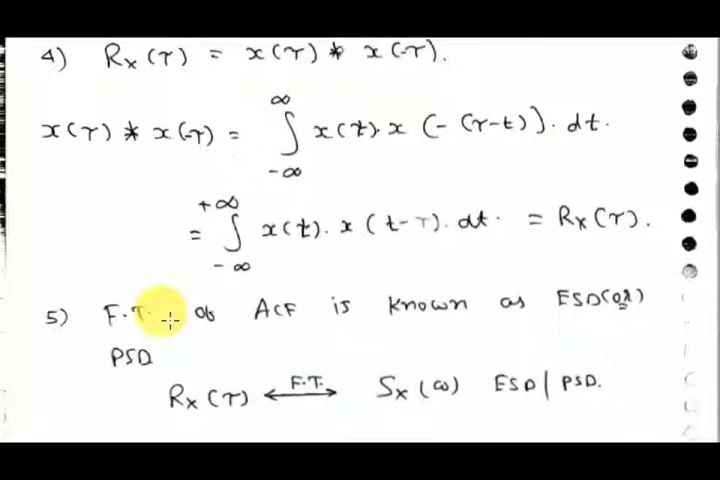 4) Rx(τ) = x(τ) * x(-τ).
x(τ) * x(-τ) = ∫_{-∞}^{∞} x(t). x (-(τ-t)]. dt.
= ∫_{-∞}^{+∞} x(t). x (t-τ). dt. = Rx(τ).
5) F.T. of ACF is known as ESD(or)
PSD
Rx(τ) ⟷^{F.T.} Sx(ω) ESD | PSD.